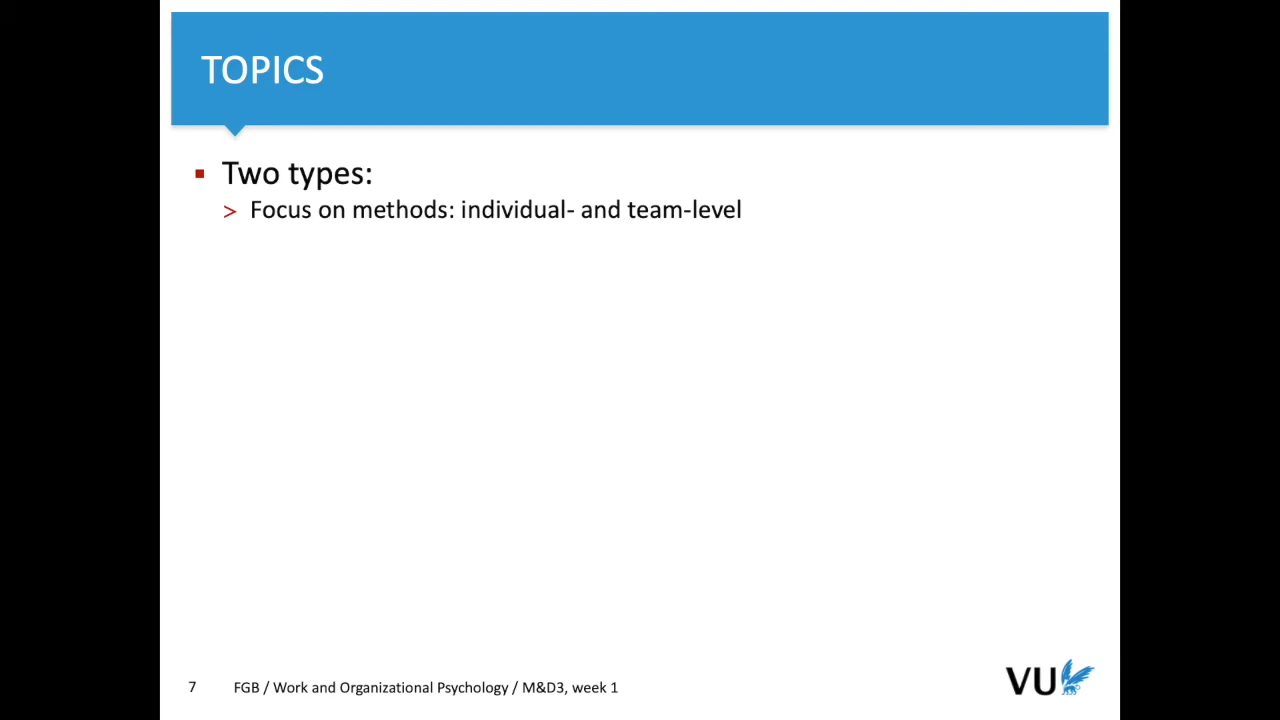 TOPICS
Two types:
> Focus on methods: individual- and team-level
7 FGB / Work and Organizational Psychology / M&D3, week 1
VU